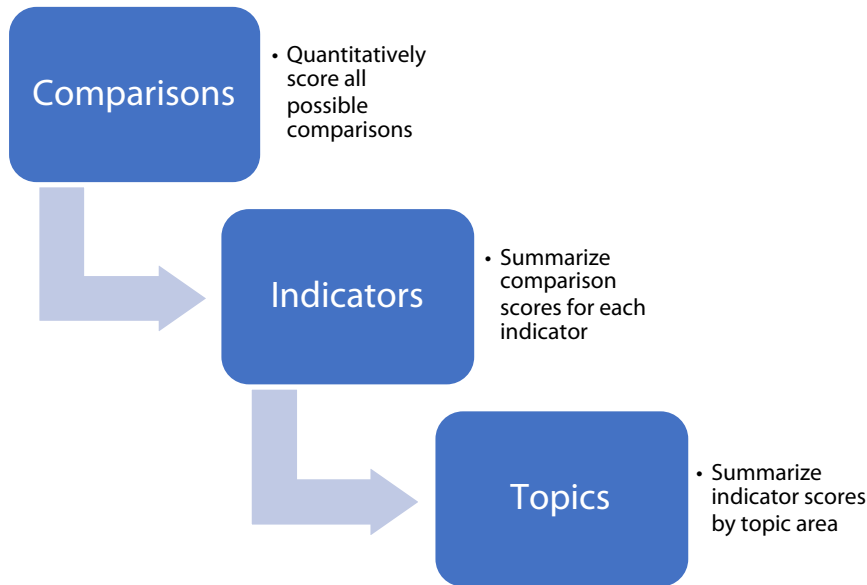 Comparisons
• Quantitatively
score all
possible
comparisons
Indicators
• Summarize
comparison
scores for each
indicator
Topics
• Summarize
indicator scores
by topic area